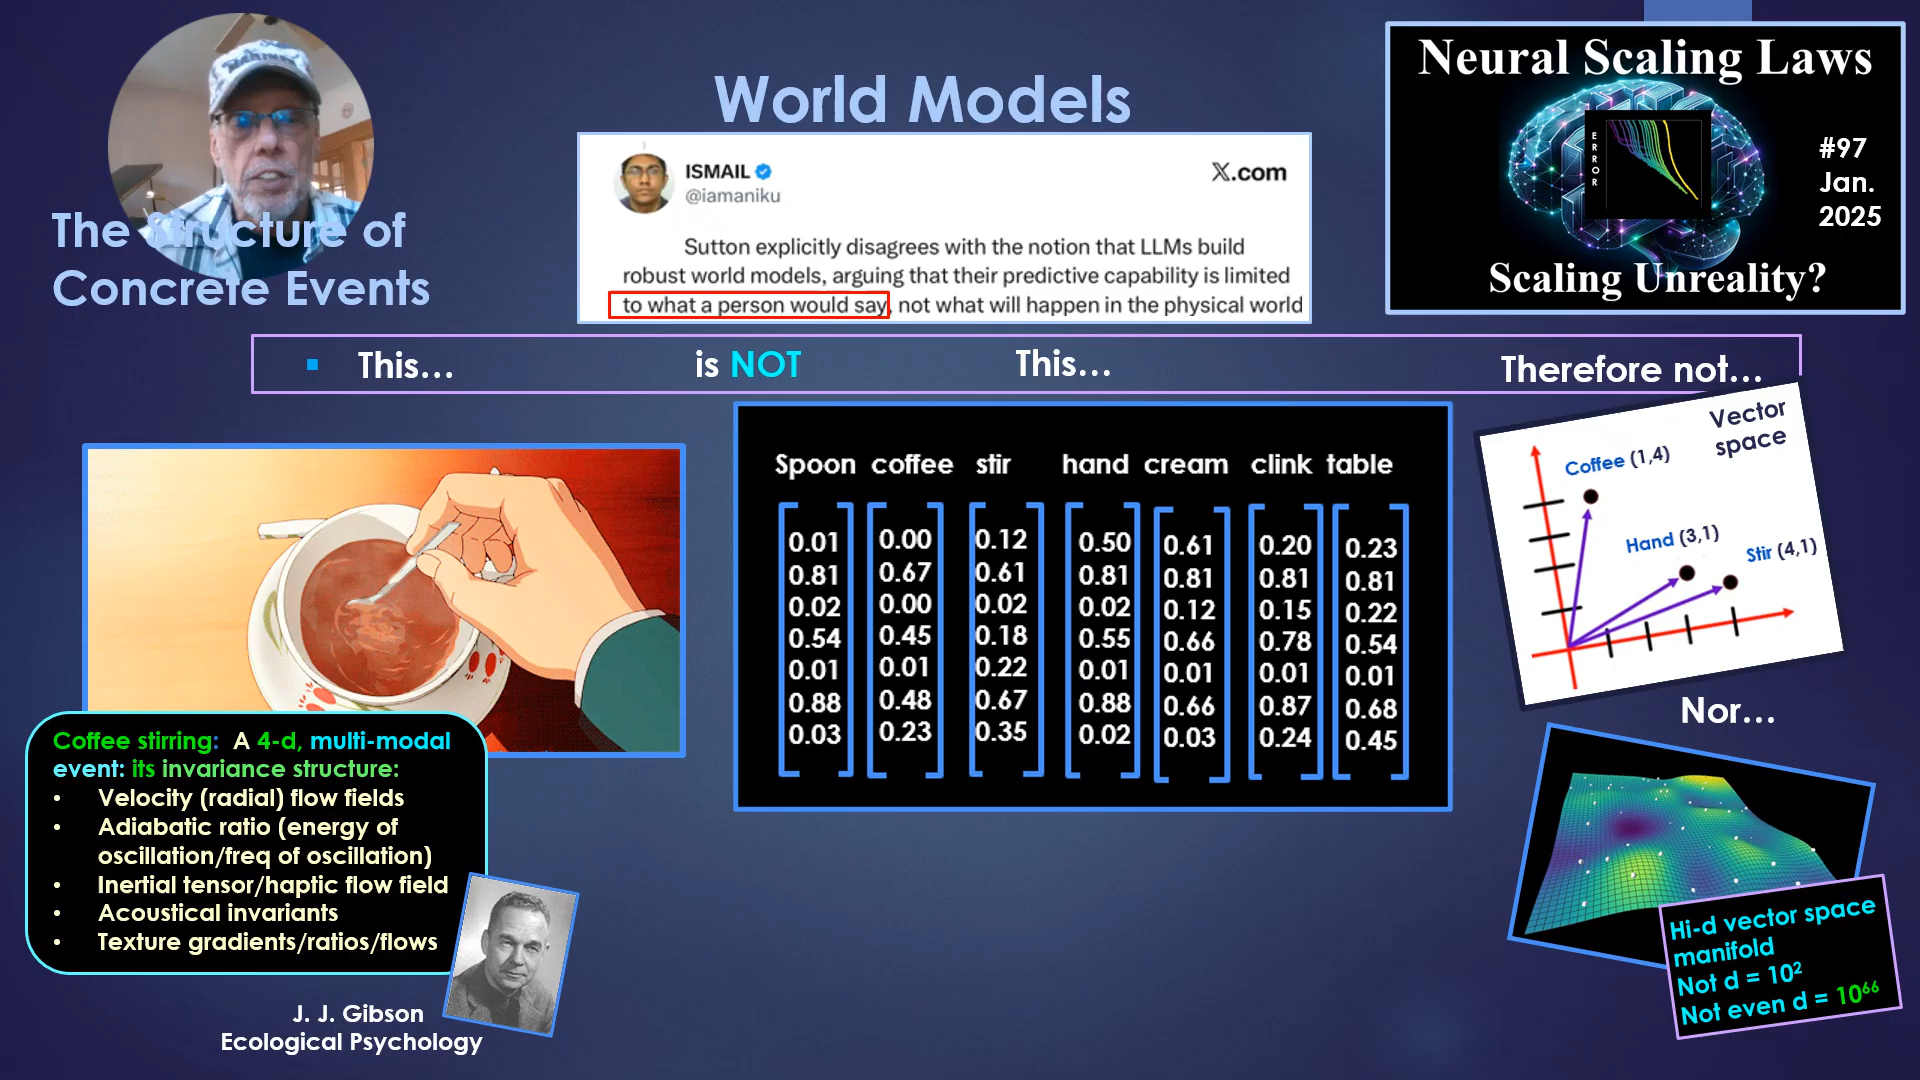 World Models
The Structure of
Concrete Events
ISMAIL
@iamaniku
X.com
Sutton explicitly disagrees with the notion that LLMs build
robust world models, arguing that their predictive capability is limited
to what a person would say, not what will happen in the physical world
Neural Scaling Laws
ERROR
#97
Jan.
2025
Scaling Unreality?
This… is NOT This… Therefore not…
Spoon coffee stir hand cream clink table
0.01 0.00 0.12 0.50 0.61 0.20 0.23
0.81 0.67 0.61 0.81 0.81 0.81 0.81
0.02 0.00 0.02 0.02 0.12 0.15 0.22
0.54 0.45 0.18 0.55 0.66 0.78 0.54
0.01 0.01 0.22 0.01 0.01 0.01 0.01
0.88 0.48 0.67 0.88 0.66 0.87 0.68
0.03 0.23 0.35 0.02 0.03 0.24 0.45
Vector
space
Coffee (1,4)
Hand (3,1)
Stir (4,1)
Nor…
Hi-d vector space
manifold
Not d = 10²
Not even d = 10⁶⁶
Coffee stirring: A 4-d, multi-modal
event: its invariance structure:
• Velocity (radial) flow fields
• Adiabatic ratio (energy of
oscillation/freq of oscillation)
• Inertial tensor/haptic flow field
• Acoustical invariants
• Texture gradients/ratios/flows
J. J. Gibson
Ecological Psychology